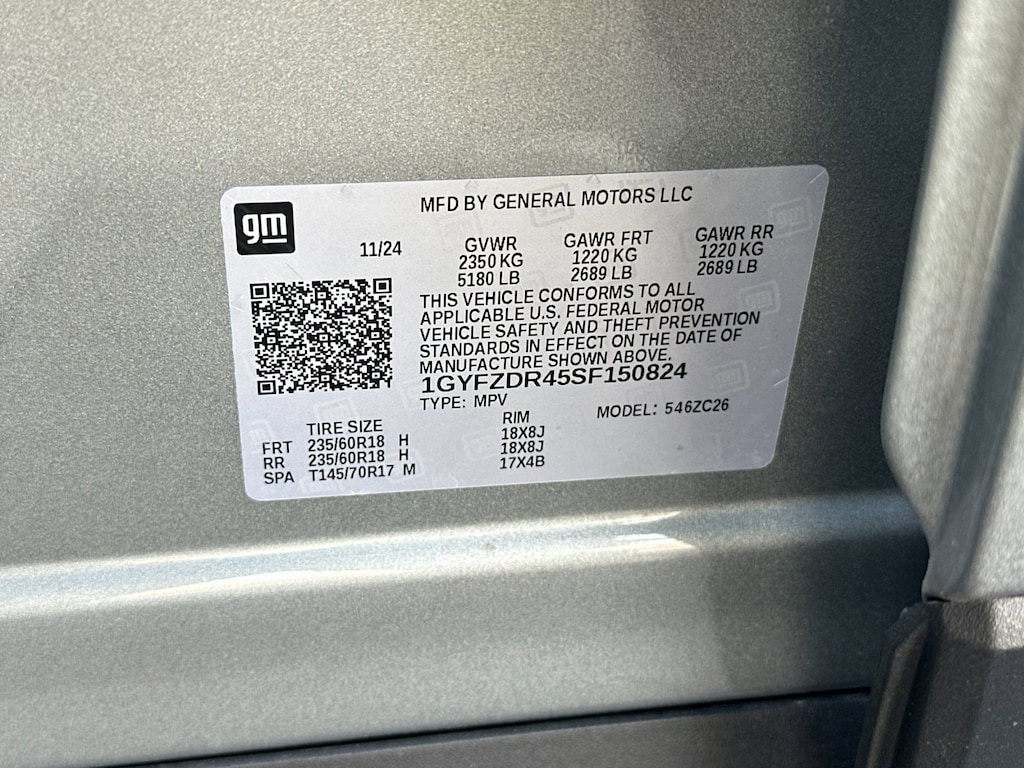 gm
MFD BY GENERAL MOTORS LLC
11/24
GVWR
2350 KG
5180 LB
GAWR FRT
1220 KG
2689 LB
GAWR RR
1220 KG
2689 LB
THIS VEHICLE CONFORMS TO ALL
APPLICABLE U.S. FEDERAL MOTOR
VEHICLE SAFETY AND THEFT PREVENTION
STANDARDS IN EFFECT ON THE DATE OF
MANUFACTURE SHOWN ABOVE.
1GYFZDR45SF150824
TYPE: MPV
MODEL: 546ZC26
TIRE SIZE RIM
FRT 235/60R18 H 18X8J
RR 235/60R18 H 18X8J
SPA T145/70R17 M 17X4B